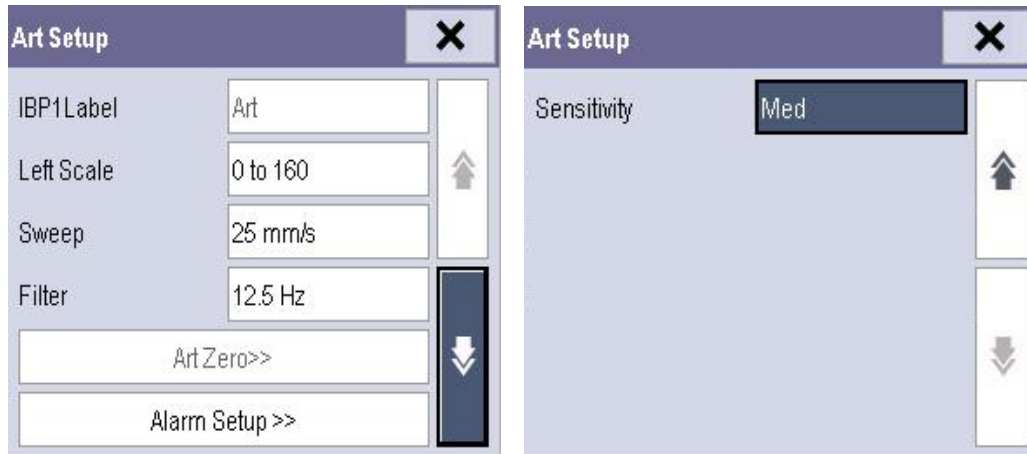 Art Setup
IBP1Label Art
Left Scale 0 to 160
Sweep 25 mm/s
Filter 12.5 Hz
Art Zero>>
Alarm Setup >>
Art Setup
Sensitivity Med